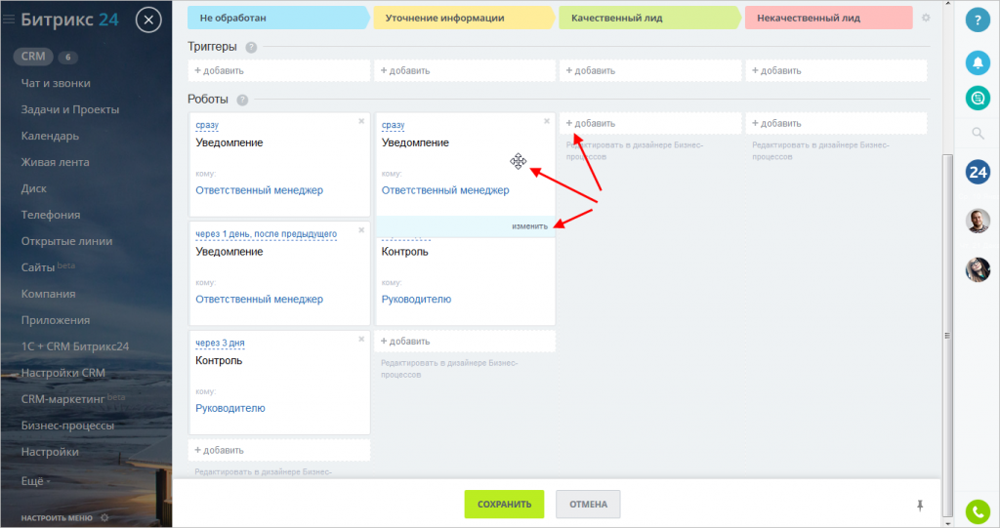 Битрикс 24
CRM 6
Чат и звонки
Задачи и Проекты
Календарь
Живая лента
Диск
Телефония
Открытые линии
Сайты beta
Компания
Приложения
1С + CRM Битрикс24
Настройки CRM
CRM-маркетинг beta
Бизнес-процессы
Настройки
Ещё
НАСТРОИТЬ МЕНЮ
Не обработан
Уточнение информации
Качественный лид
Некачественный лид
Триггеры ?
+ добавить
+ добавить
+ добавить
+ добавить
Роботы ?
сразу
Уведомление
кому:
Ответственный менеджер
через 1 день, после предыдущего
Уведомление
кому:
Ответственный менеджер
через 3 дня
Контроль
кому:
Руководителю
+ добавить
Редактировать в дизайнере Бизнес-
сразу
Уведомление
кому:
Ответственный менеджер
изменить
Контроль
кому:
Руководителю
+ добавить
Редактировать в дизайнере Бизнес-
процессов
+ добавить
Редактировать в дизайнере Бизнес-
процессов
+ добавить
Редактировать в дизайнере Бизнес-
процессов
СОХРАНИТЬ
ОТМЕНА
?
24